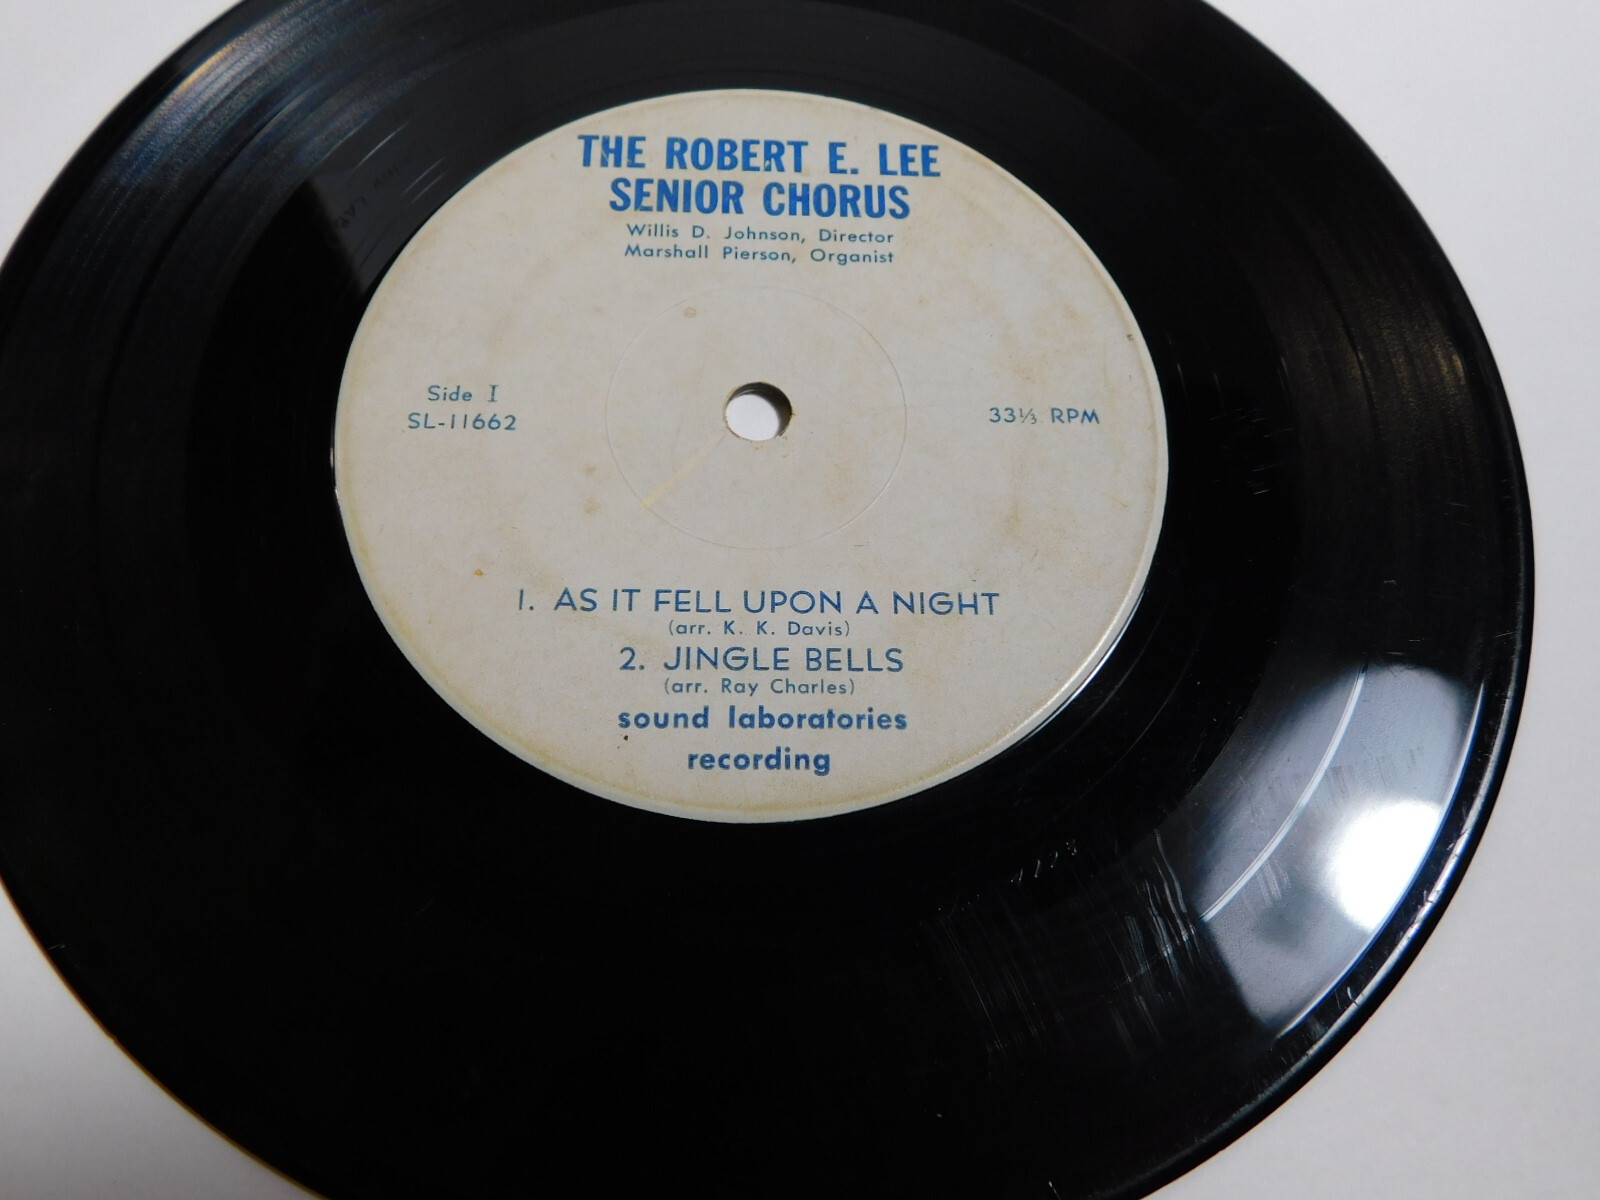 THE ROBERT E. LEE
SENIOR CHORUS
Willis D. Johnson, Director
Marshall Pierson, Organist
Side I
SL-11662
33⅓ RPM
1. AS IT FELL UPON A NIGHT
(arr. K. K. Davis)
2. JINGLE BELLS
(arr. Ray Charles)
sound laboratories
recording